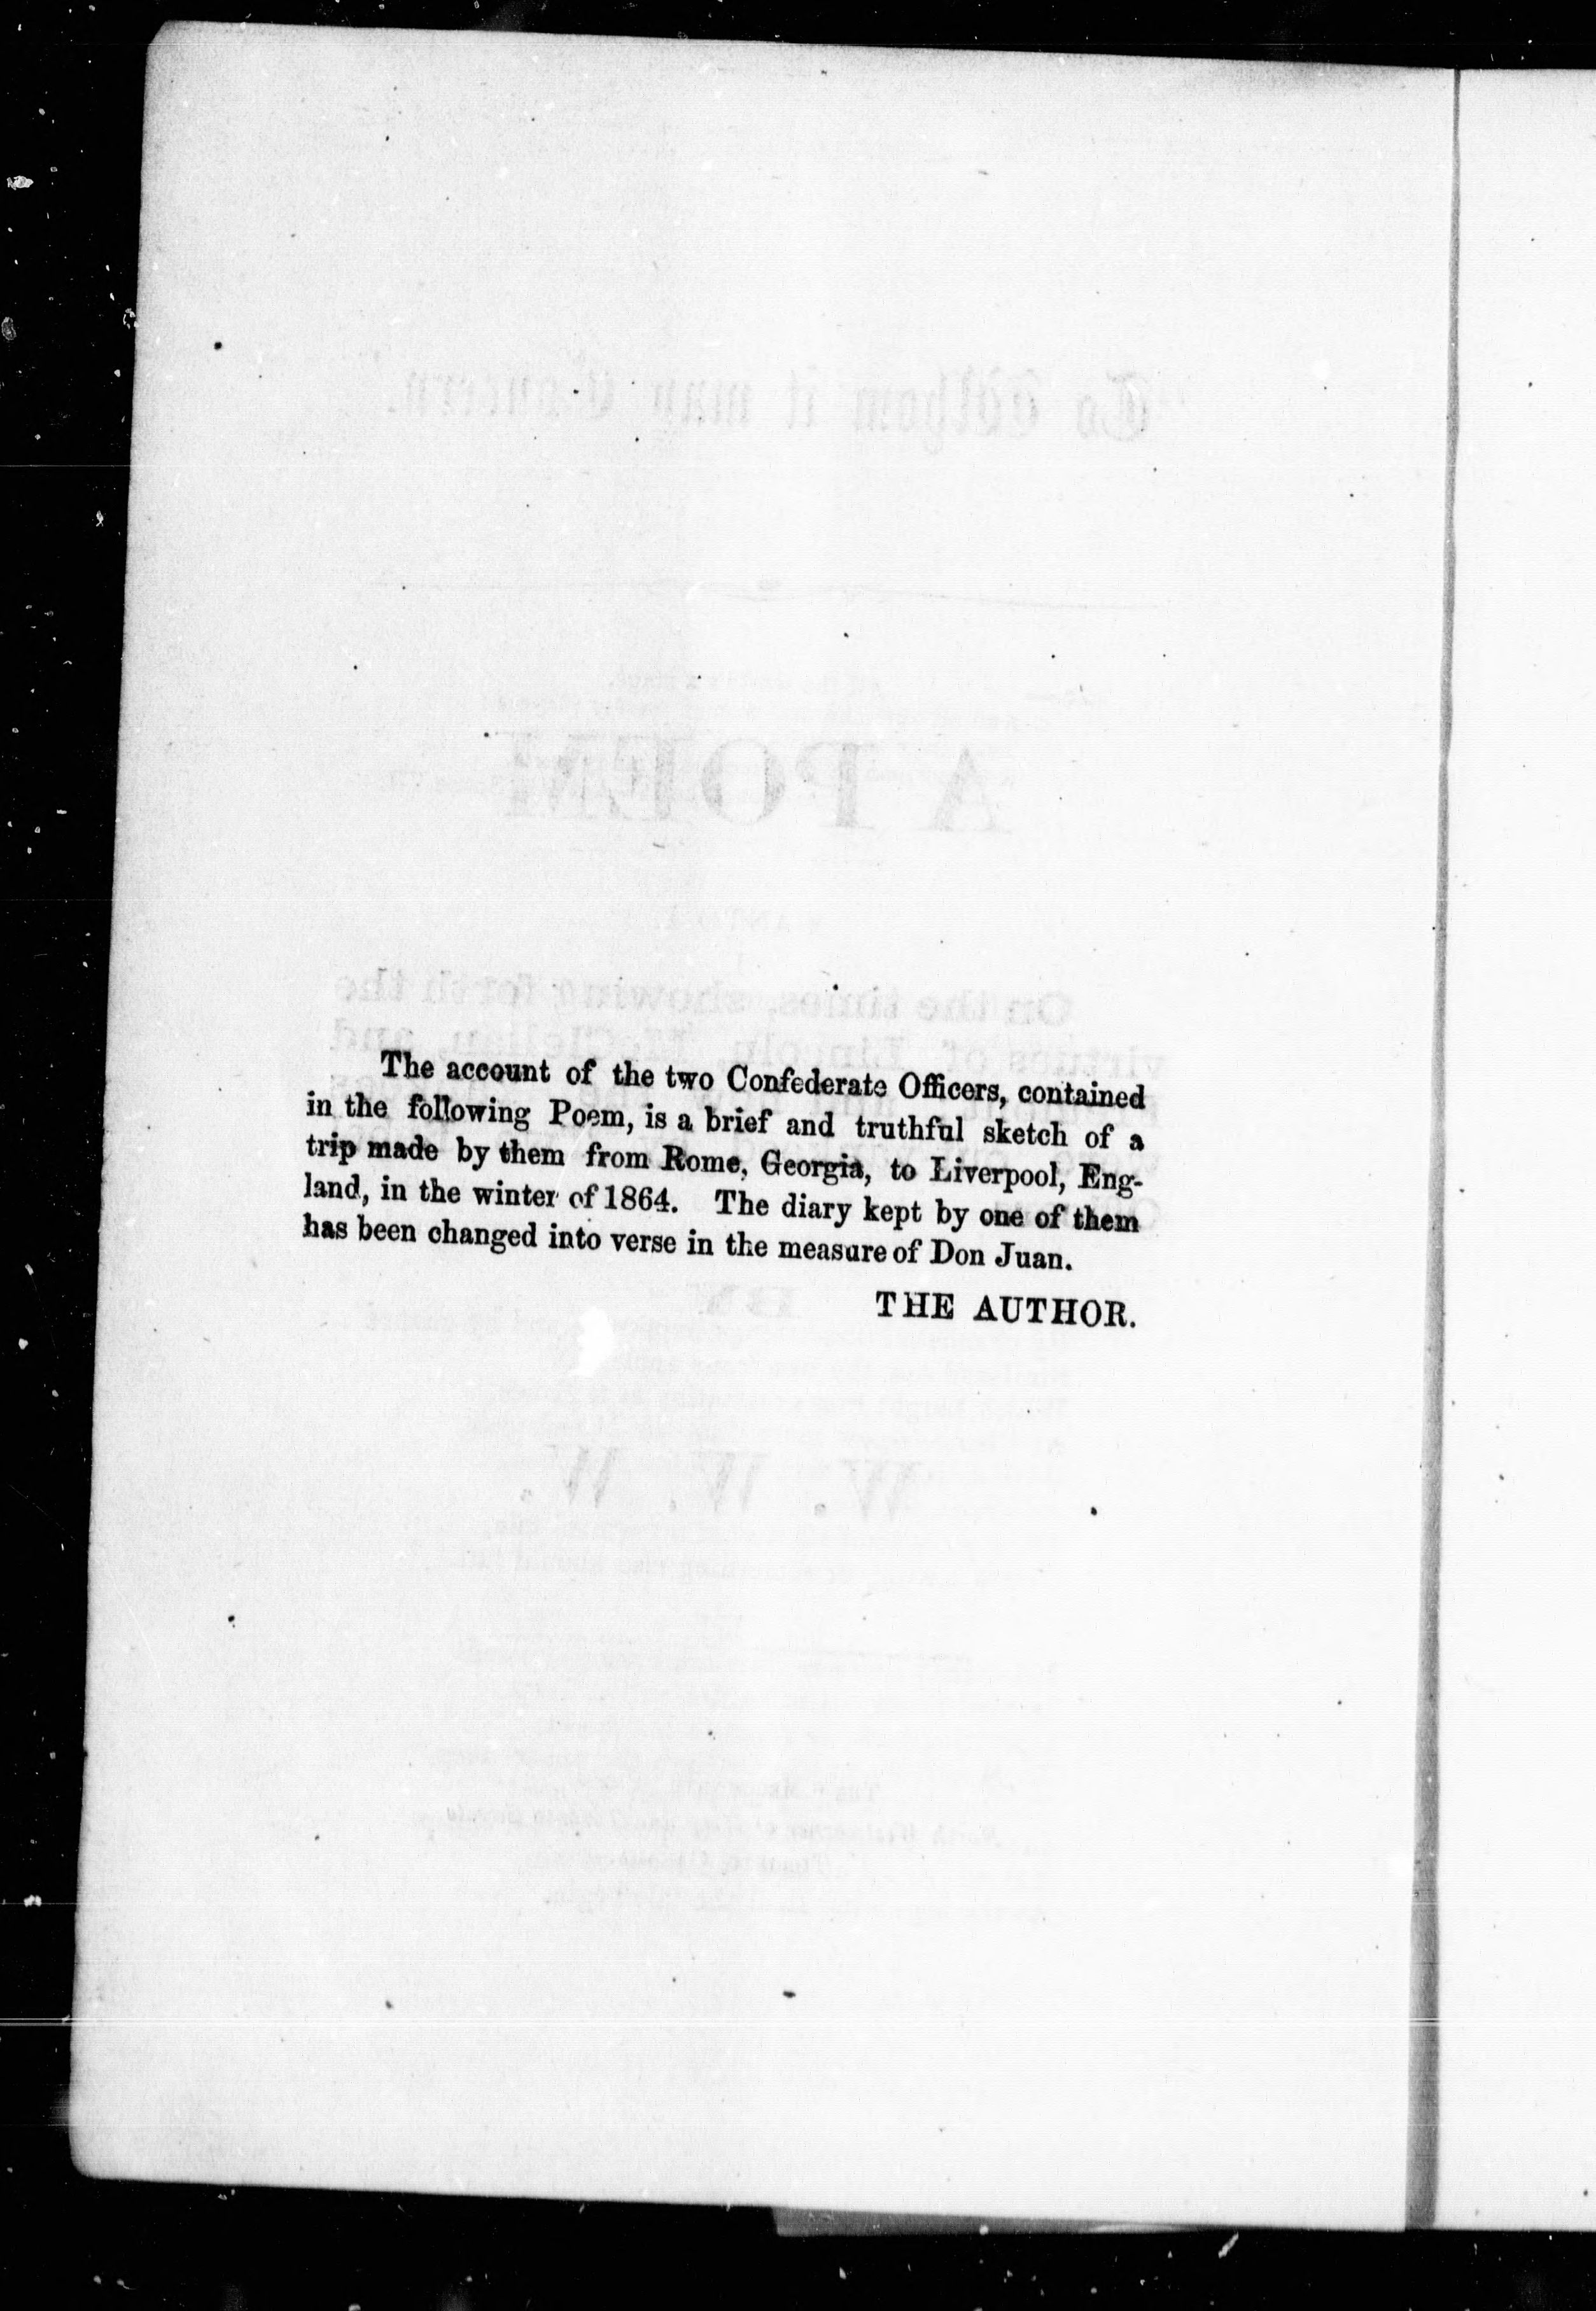 The account of the two Confederate Officers, contained
in the following Poem, is a brief and truthful sketch of a
trip made by them from Rome, Georgia, to Liverpool, Eng-
land, in the winter of 1864. The diary kept by one of them
has been changed into verse in the measure of Don Juan.
THE AUTHOR.